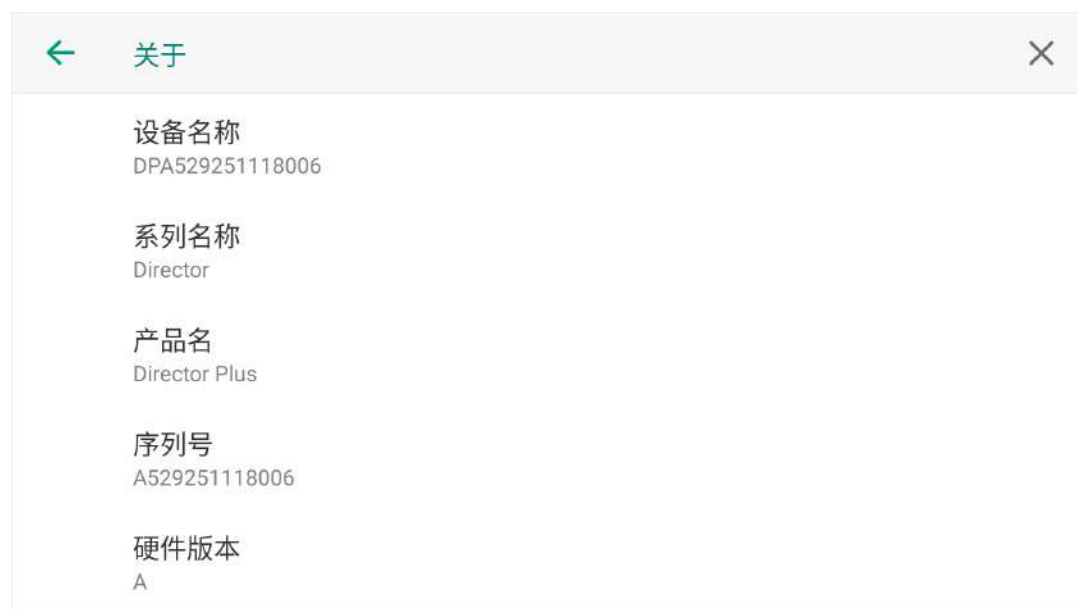 关于
设备名称
DPA529251118006
系列名称
Director
产品名
Director Plus
序列号
A529251118006
硬件版本
A